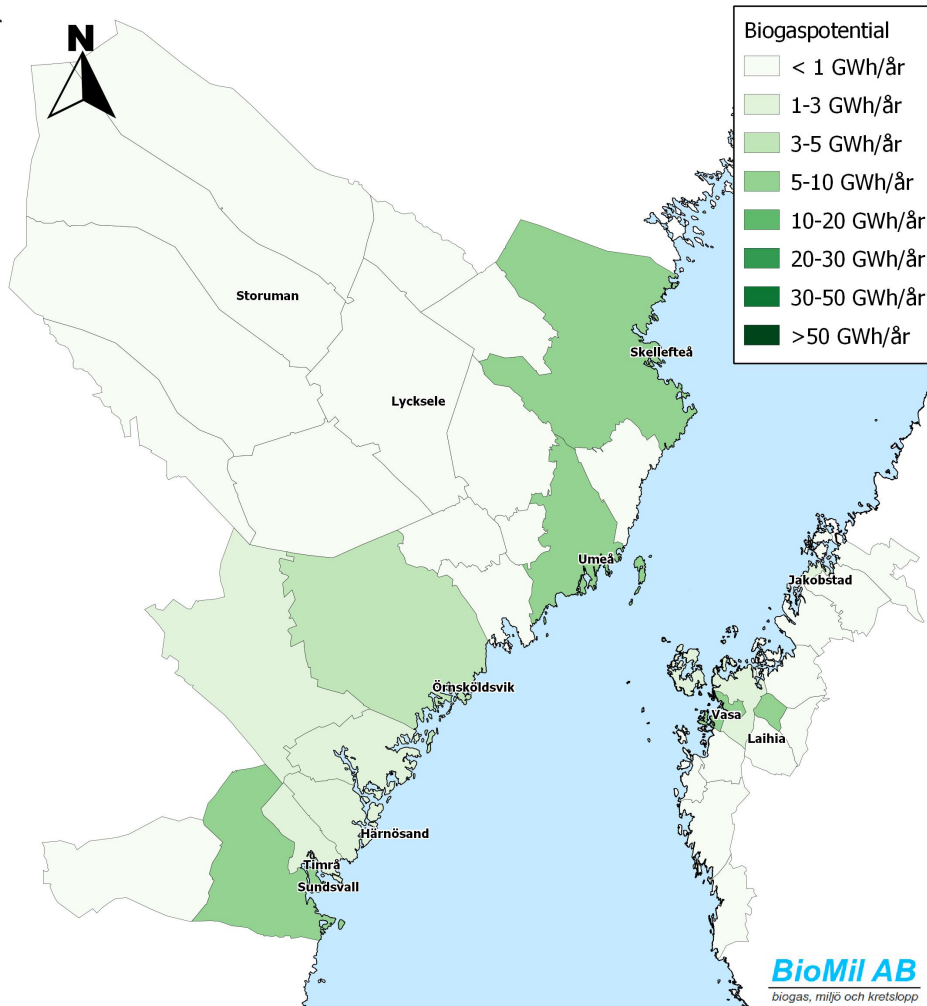 N
Biogaspotential
< 1 GWh/år
1-3 GWh/år
3-5 GWh/år
5-10 GWh/år
10-20 GWh/år
20-30 GWh/år
30-50 GWh/år
>50 GWh/år
Storuman
Skellefteå
Lycksele
Umeå
Jakobstad
Örnsköldsvik
Vasa
Laihia
Härnösand
Timrå
Sundsvall
BioMil AB
biogas, miljö och kretslopp